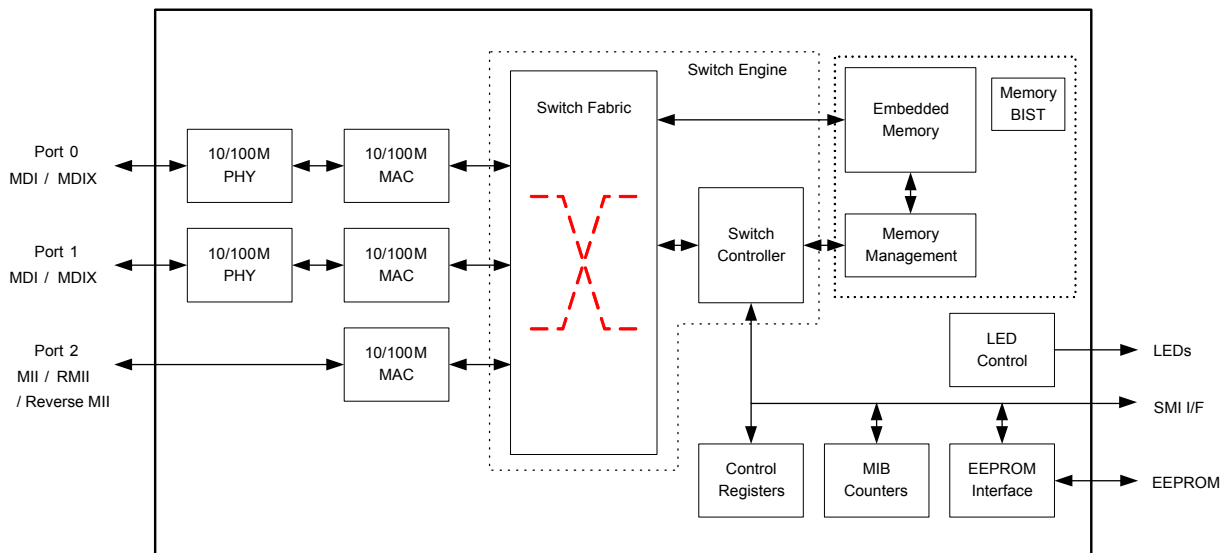 Switch Engine
Switch Fabric
Embedded
Memory
Memory
BIST
Port 0
MDI / MDIX
10/100M
PHY
10/100M
MAC
Port 1
MDI / MDIX
10/100M
PHY
10/100M
MAC
Switch
Controller
Memory
Management
Port 2
MII / RMII
/ Reverse MII
10/100M
MAC
LED
Control
LEDs
SMI I/F
Control
Registers
MIB
Counters
EEPROM
Interface
EEPROM